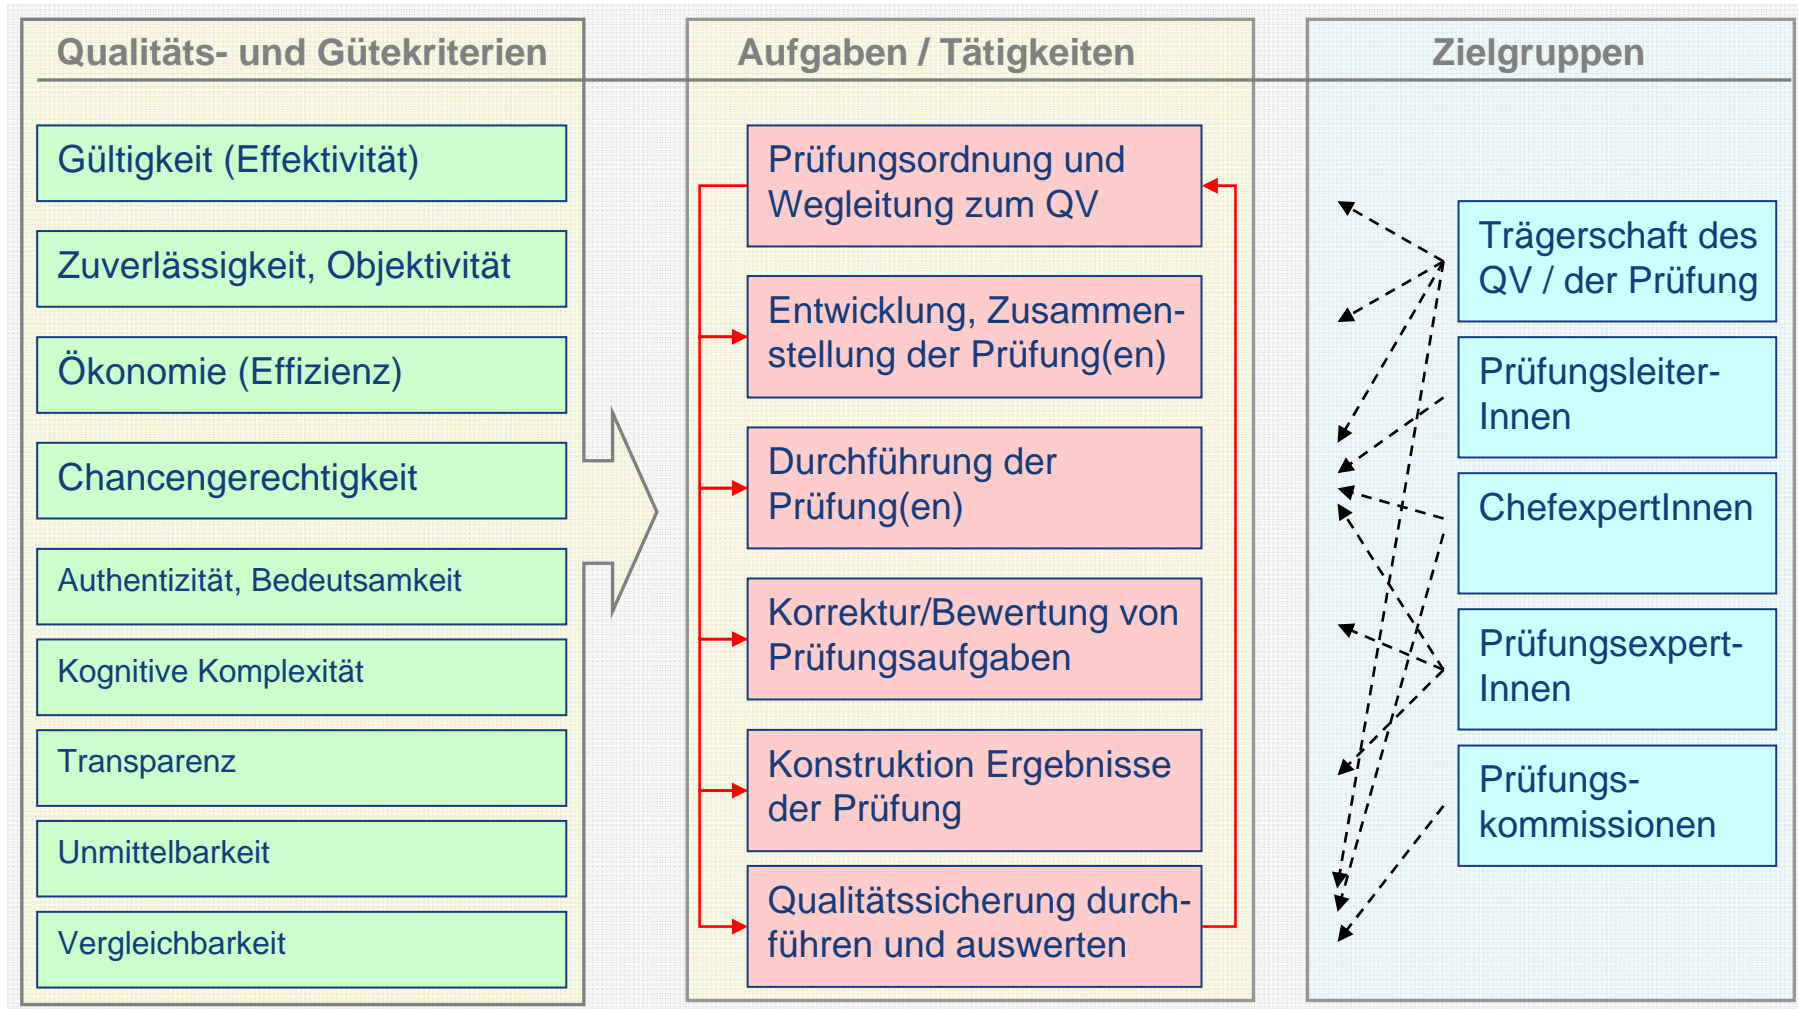 Qualitäts- und Gütekriterien
Gültigkeit (Effektivität)
Zuverlässigkeit, Objektivität
Ökonomie (Effizienz)
Chancengerechtigkeit
Authentizität, Bedeutsamkeit
Kognitive Komplexität
Transparenz
Unmittelbarkeit
Vergleichbarkeit
Aufgaben / Tätigkeiten
Prüfungsordnung und
Wegleitung zum QV
Entwicklung, Zusammen-
stellung der Prüfung(en)
Durchführung der
Prüfung(en)
Korrektur/Bewertung von
Prüfungsaufgaben
Konstruktion Ergebnisse
der Prüfung
Qualitätssicherung durch-
führen und auswerten
Zielgruppen
Trägerschaft des
QV / der Prüfung
Prüfungsleiter-
Innen
ChefexpertInnen
Prüfungsexpert-
Innen
Prüfungs-
kommissionen